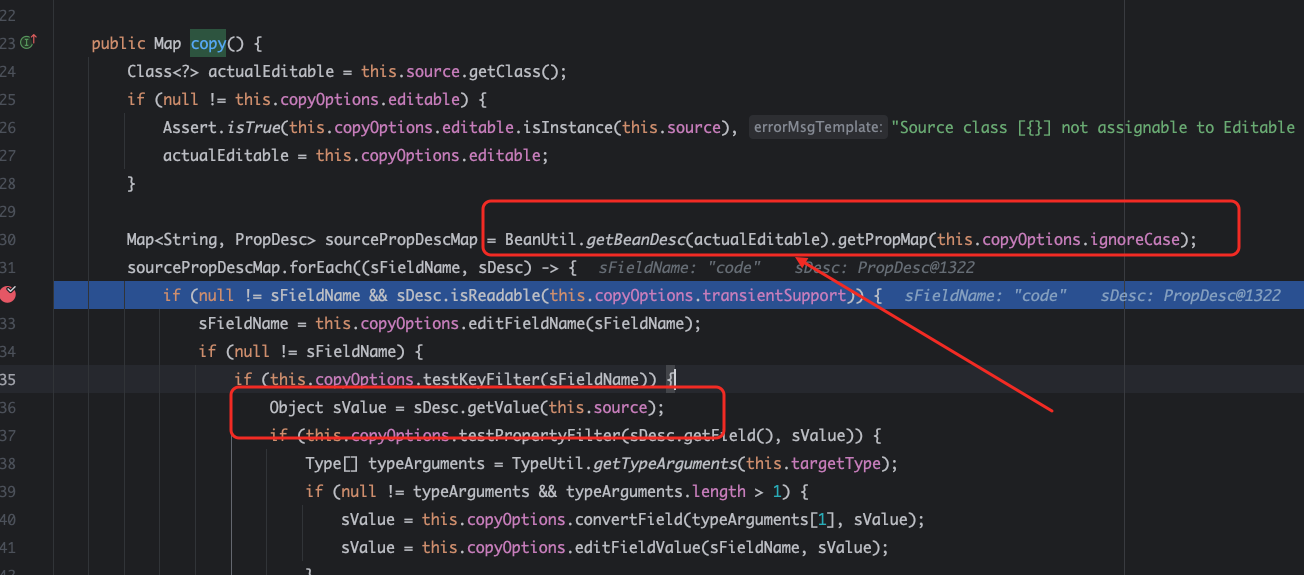 22
23 public Map copy() {
24 Class<?> actualEditable = this.source.getClass();
25 if (null != this.copyOptions.editable) {
26 Assert.isTrue(this.copyOptions.editable.isInstance(this.source), errorMsgTemplate: "Source class [{}] not assignable to Editable
27 actualEditable = this.copyOptions.editable;
28 }
29
30 Map<String, PropDesc> sourcePropDescMap = BeanUtil.getBeanDesc(actualEditable).getPropMap(this.copyOptions.ignoreCase);
31 sourcePropDescMap.forEach((sFieldName, sDesc) -> { sFieldName: "code" sDesc: PropDesc@1322
if (null != sFieldName && sDesc.isReadable(this.copyOptions.transientSupport)) { sFieldName: "code" sDesc: PropDesc@1322
33 sFieldName = this.copyOptions.editFieldName(sFieldName);
34 if (null != sFieldName) {
35 if (this.copyOptions.testKeyFilter(sFieldName)) {
36 Object sValue = sDesc.getValue(this.source);
37 if (this.copyOptions.testPropertyFilter(sDesc.getField(), sValue)) {
38 Type[] typeArguments = TypeUtil.getTypeArguments(this.targetType);
39 if (null != typeArguments && typeArguments.length > 1) {
40 sValue = this.copyOptions.convertField(typeArguments[1], sValue);
41 sValue = this.copyOptions.editFieldValue(sFieldName, sValue);